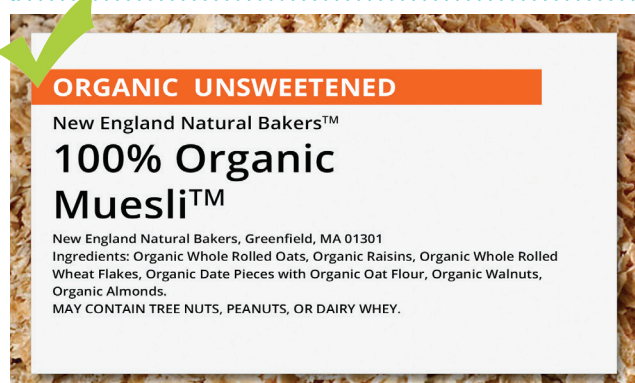 ORGANIC UNSWEETENED
New England Natural Bakers™
100% Organic
Muesli™
New England Natural Bakers, Greenfield, MA 01301
Ingredients: Organic Whole Rolled Oats, Organic Raisins, Organic Whole Rolled
Wheat Flakes, Organic Date Pieces with Organic Oat Flour, Organic Walnuts,
Organic Almonds.
MAY CONTAIN TREE NUTS, PEANUTS, OR DAIRY WHEY.